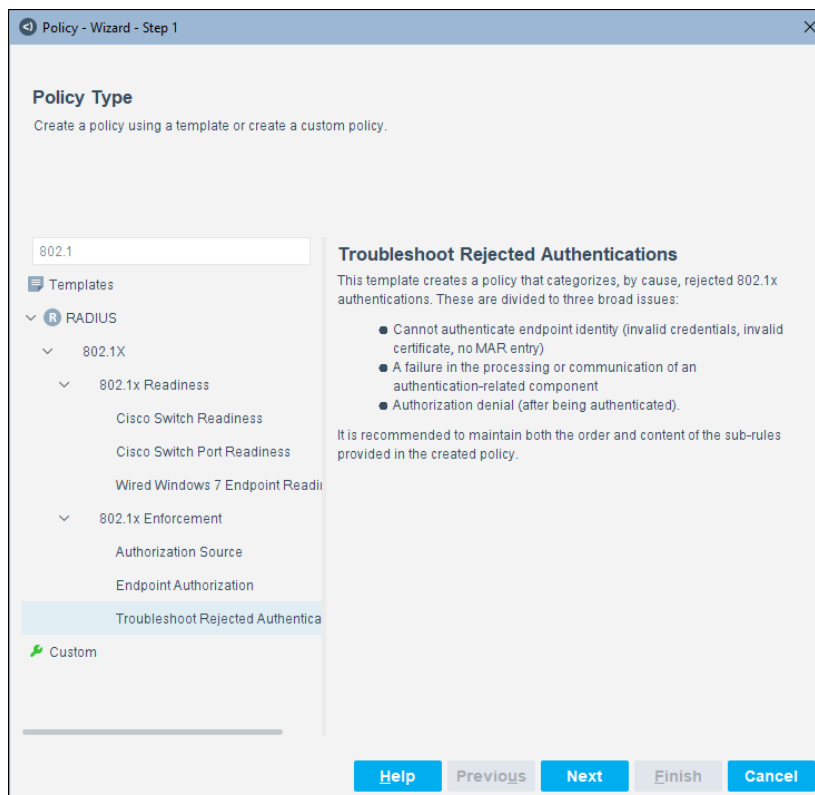 Policy - Wizard - Step 1
Policy Type
Create a policy using a template or create a custom policy.
802.1
Templates
R RADIUS
802.1X
802.1x Readiness
Cisco Switch Readiness
Cisco Switch Port Readiness
Wired Windows 7 Endpoint Readi
802.1x Enforcement
Authorization Source
Endpoint Authorization
Troubleshoot Rejected Authentica
Custom
Troubleshoot Rejected Authentications
This template creates a policy that categorizes, by cause, rejected 802.1x
authentications. These are divided to three broad issues:
Cannot authenticate endpoint identity (invalid credentials, invalid
certificate, no MAR entry)
A failure in the processing or communication of an
authentication-related component
Authorization denial (after being authenticated).
It is recommended to maintain both the order and content of the sub-rules
provided in the created policy.
Help Previous Next Finish Cancel